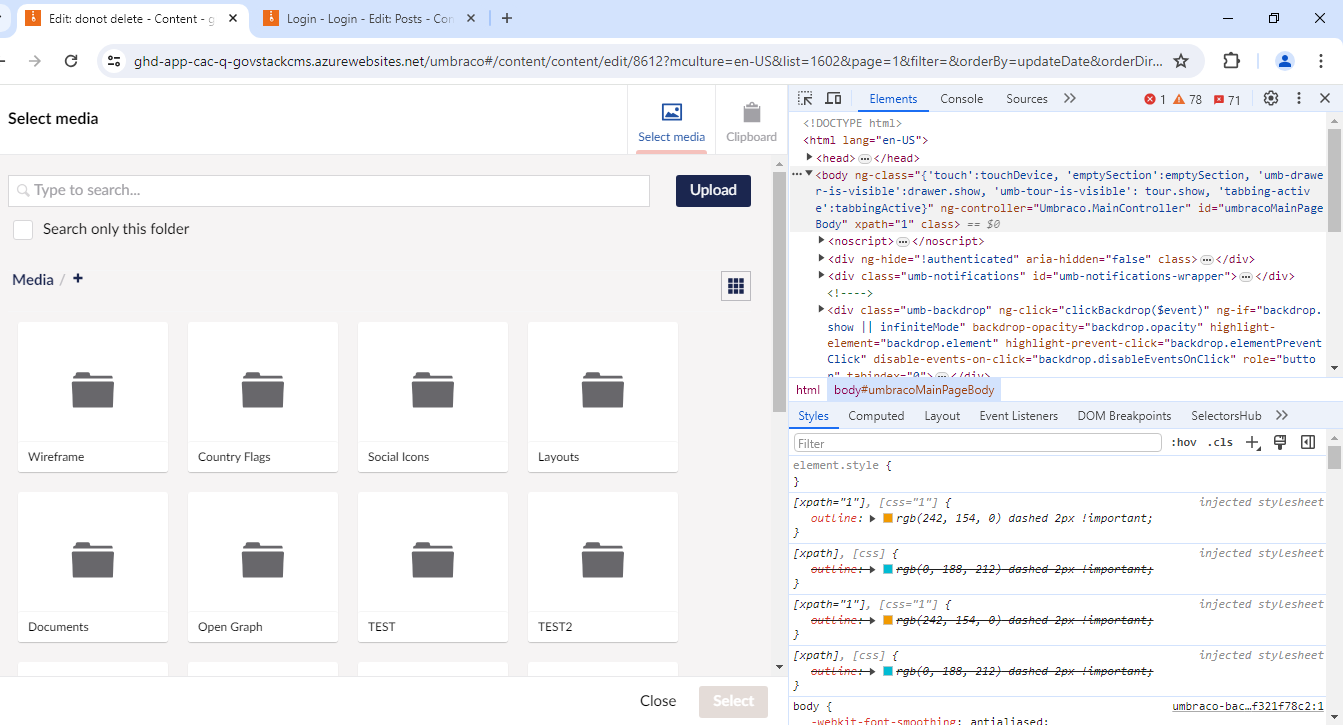 Edit: donot delete - Content - g
Login - Login - Edit: Posts - Con
ghd-app-cac-q-govstackcms.azurewebsites.net/umbraco#/content/content/edit/8612?mculture=en-US&list=1602&page=1&filter=&orderBy=updateDate&orderDir...
Select media
Select media
Clipboard
Type to search...
Upload
Search only this folder
Media / +
Wireframe
Country Flags
Social Icons
Layouts
Documents
Open Graph
TEST
TEST2
Close
Select
Elements
Console
Sources
1
78
71
<!DOCTYPE html>
<html lang="en-US">
<head> … </head>
<body ng-class="{'touch':touchDevice, 'emptySection':emptySection, 'umb-drawe
r-is-visible':drawer.show, 'umb-tour-is-visible': tour.show, 'tabbing-activ
e':tabbingActive}" ng-controller="Umbraco.MainController" id="umbracoMainPage
Body" xpath="1" class> == $0
<noscript> … </noscript>
<div ng-hide="!authenticated" aria-hidden="false" class> … </div>
<div class="umb-notifications" id="umb-notifications-wrapper"> … </div>
<!---->
<div class="umb-backdrop" ng-click="clickBackdrop($event)" ng-if="backdrop.
show || infiniteMode" backdrop-opacity="backdrop.opacity" highlight-
element="backdrop.element" highlight-prevent-click="backdrop.elementPrevent
Click" disable-events-on-click="backdrop.disableEventsOnClick" role="butto
n" tabindex="0"> … </div>
html
body#umbracoMainPageBody
Styles
Computed
Layout
Event Listeners
DOM Breakpoints
SelectorsHub
Filter
:hov
.cls
element.style {
}
[xpath="1"], [css="1"] {
injected stylesheet
outline: rgb(242, 154, 0) dashed 2px !important;
}
[xpath], [css] {
injected stylesheet
outline: rgb(0, 188, 212) dashed 2px !important;
}
[xpath="1"], [css="1"] {
injected stylesheet
outline: rgb(242, 154, 0) dashed 2px !important;
}
[xpath], [css] {
injected stylesheet
outline: rgb(0, 188, 212) dashed 2px !important;
}
body {
umbraco-bac…f321f78c2:1
-webkit-font-smoothing: antialiased;